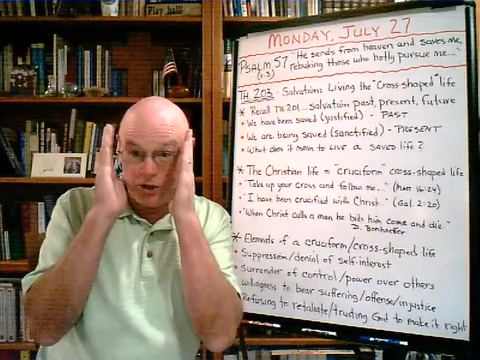 Play ball!
MONDAY, JULY 27
PSALM 57 "He sends from heaven and saves me,
(v.3) rebuking those who hotly pursue me..."
TH 203 - Salvation: Living the "Cross-shaped" life
* Recall TH 201... salvation past, present, future
• We have been saved (justified) - PAST
• We are being saved (sanctified) - PRESENT
• What does it mean to LIVE a SAVED life?
* The Christian life = "cruciform" cross-shaped life
• "Take up your cross and follow me..." (Matt 16:24)
• "I have been crucified with Christ.." (Gal. 2:20)
• "When Christ calls a man he bids him come and die."
D. Bonhoeffer
* Elements of a cruciform/cross-shaped life
• Suppression/denial of self-interest
• Surrender of control/power over others
• willingness to bear suffering/offense/injustice
• Refusing to retaliate/trusting God to make it right